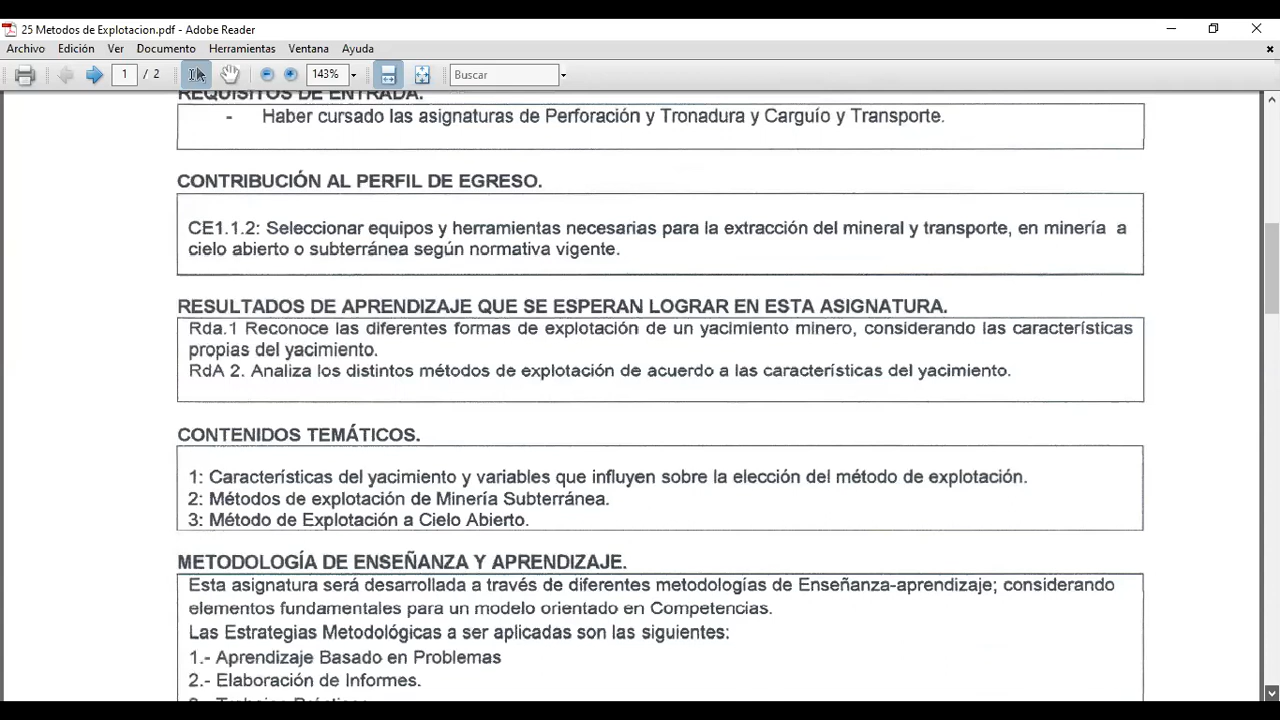 25 Metodos de Explotacion.pdf - Adobe Reader
Archivo Edición Ver Documento Herramientas Ventana Ayuda
1 / 2 143% Buscar
REQUISITOS DE ENTRADA.
- Haber cursado las asignaturas de Perforación y Tronadura y Carguío y Transporte.
CONTRIBUCIÓN AL PERFIL DE EGRESO.
CE1.1.2: Seleccionar equipos y herramientas necesarias para la extracción del mineral y transporte, en minería a
cielo abierto o subterránea según normativa vigente.
RESULTADOS DE APRENDIZAJE QUE SE ESPERAN LOGRAR EN ESTA ASIGNATURA.
Rda.1 Reconoce las diferentes formas de explotación de un yacimiento minero, considerando las características
propias del yacimiento.
RdA 2. Analiza los distintos métodos de explotación de acuerdo a las características del yacimiento.
CONTENIDOS TEMÁTICOS.
1: Características del yacimiento y variables que influyen sobre la elección del método de explotación.
2: Métodos de explotación de Minería Subterránea.
3: Método de Explotación a Cielo Abierto.
METODOLOGÍA DE ENSEÑANZA Y APRENDIZAJE.
Esta asignatura será desarrollada a través de diferentes metodologías de Enseñanza-aprendizaje; considerando
elementos fundamentales para un modelo orientado en Competencias.
Las Estrategias Metodológicas a ser aplicadas son las siguientes:
1.- Aprendizaje Basado en Problemas
2.- Elaboración de Informes.
3.- Trabajos Prácticos